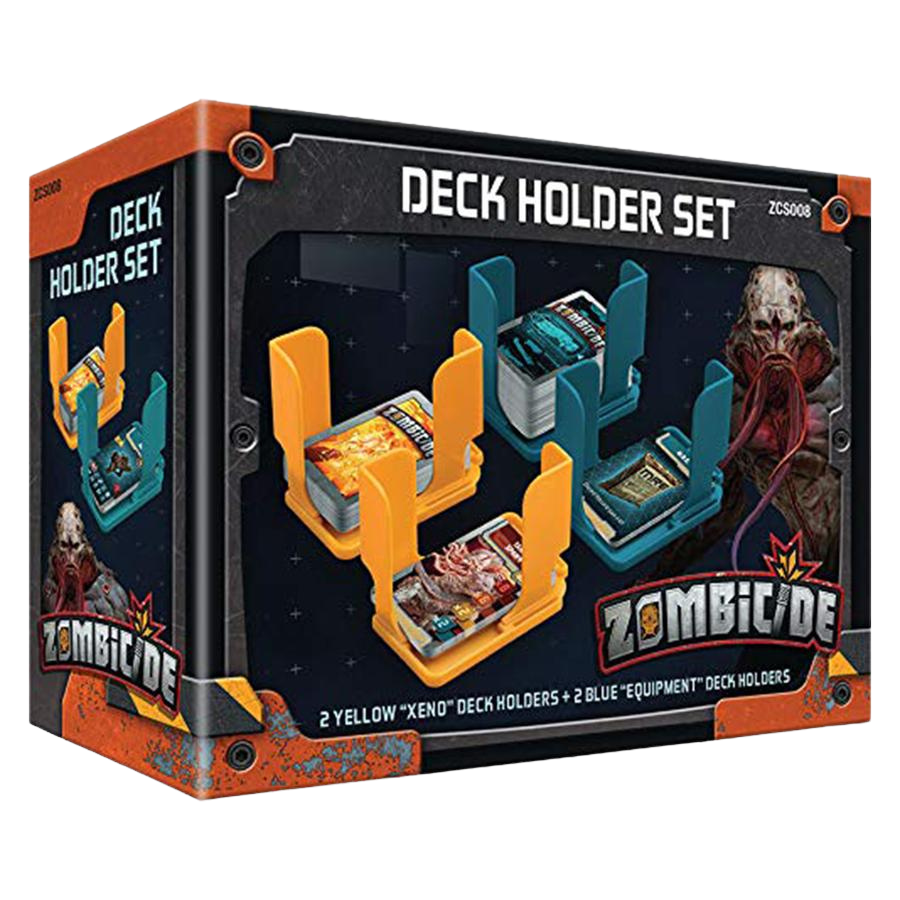 ZCS008
DECK
HOLDER SET
ZOMBICIDE
DECK HOLDER SET
ZCS008
ZOMBICIDE
ZOMBICIDE
ZOMBICIDE
2 YELLOW “XENO” DECK HOLDERS + 2 BLUE “EQUIPMENT” DECK HOLDERS